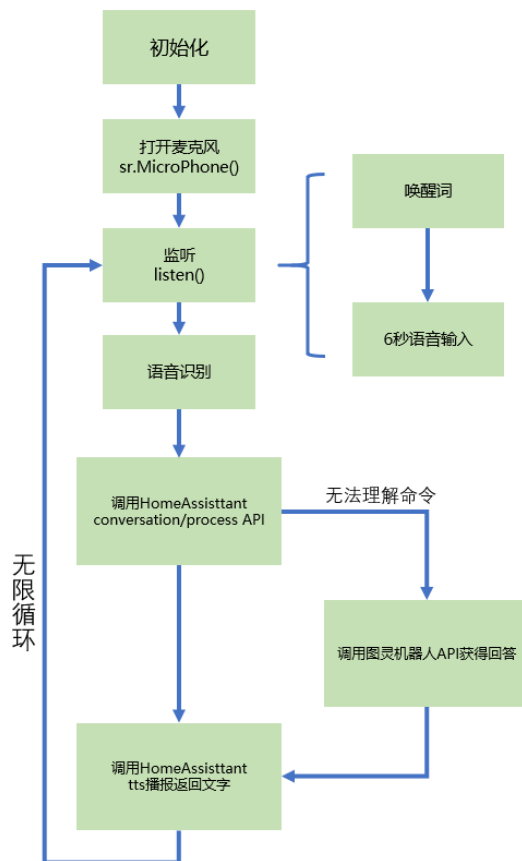 初始化
打开麦克风
sr.MicroPhone()
监听
listen()
唤醒词
6秒语音输入
语音识别
调用HomeAssisttant
conversation/process API
无法理解命令
调用图灵机器人API获得回答
调用HomeAssisttant
tts播报返回文字
无限循环